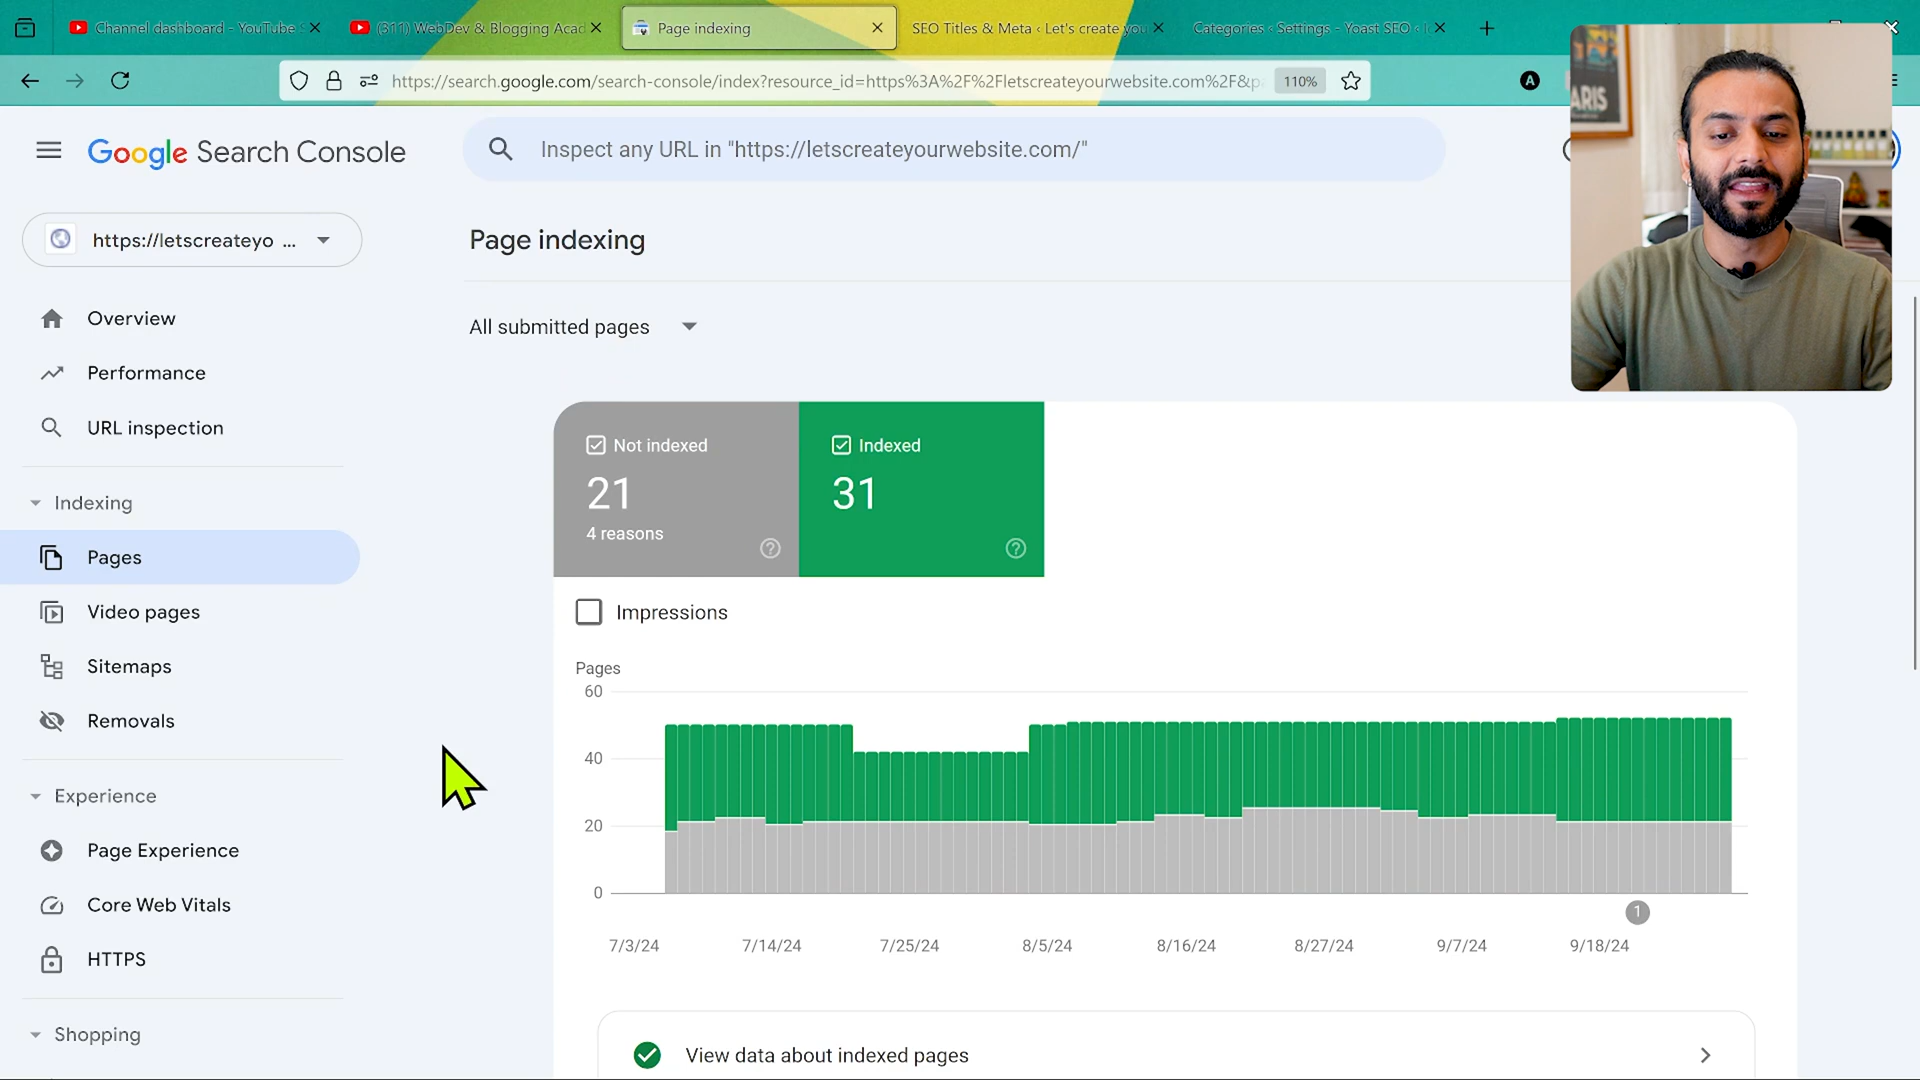 Channel dashboard - YouTube S
(311) WebDev & Blogging Acad
Page indexing
SEO Titles & Meta ‹ Let's create you
Categories ‹ Settings - Yoast SEO ‹
https://search.google.com/search-console/index?resource_id=https%3A%2F%2Fletscreateyourwebsite.com%2F&p
110%
A
ARIS
Google Search Console
Inspect any URL in "https://letscreateyourwebsite.com/"
https://letscreateyo ...
Page indexing
Overview
All submitted pages
Performance
URL inspection
Not indexed
Indexed
21
31
4 reasons
Indexing
Pages
Video pages
Impressions
Sitemaps
Removals
Pages
60
40
20
0
1
7/3/24
7/14/24
7/25/24
8/5/24
8/16/24
8/27/24
9/7/24
9/18/24
Experience
Page Experience
Core Web Vitals
HTTPS
Shopping
View data about indexed pages